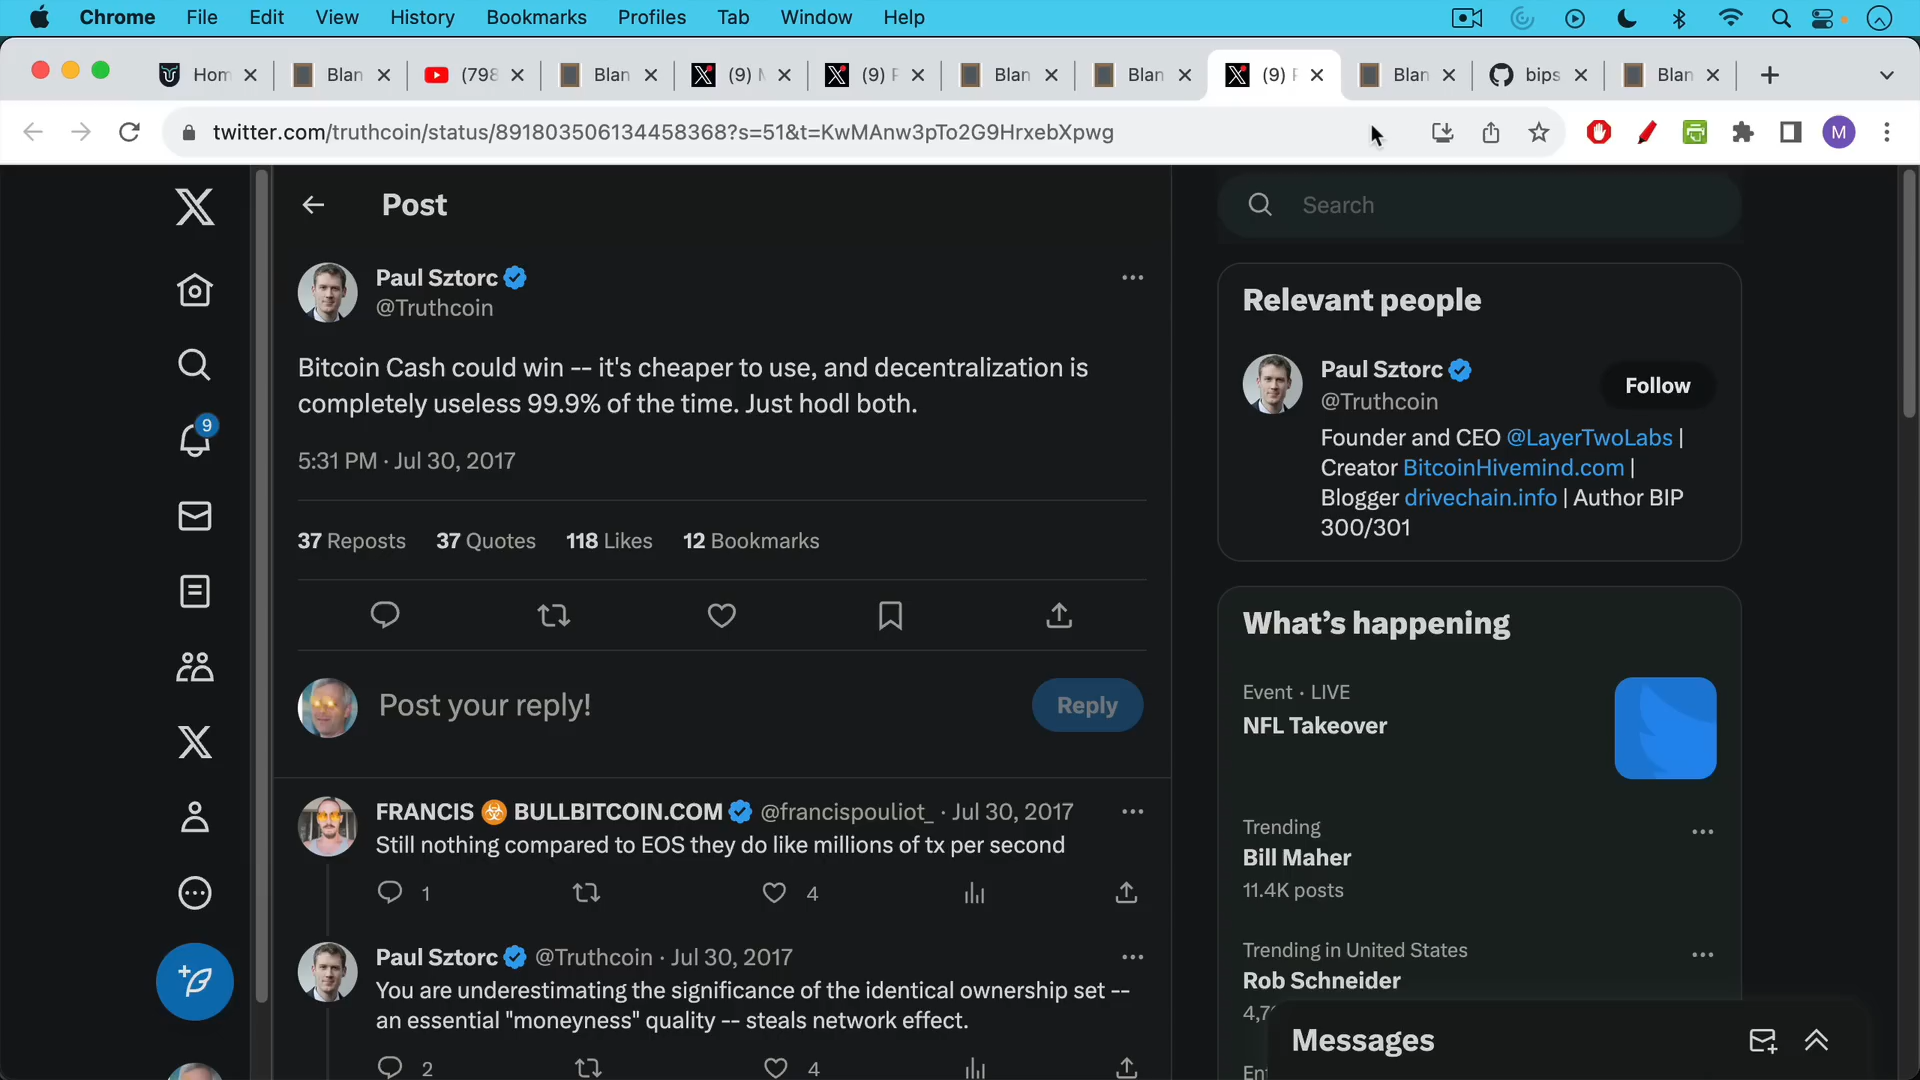 Chrome File Edit View History Bookmarks Profiles Tab Window Help
Hom Blan (798 Blan (9) (9) F Blan Blan (9) F Blan bips Blan
twitter.com/truthcoin/status/891803506134458368?s=51&t=KwMAnw3pTo2G9HrxebXpwg
M
Post
Search
Paul Sztorc
@Truthcoin
Bitcoin Cash could win -- it's cheaper to use, and decentralization is
completely useless 99.9% of the time. Just hodl both.
5:31 PM · Jul 30, 2017
37 Reposts 37 Quotes 118 Likes 12 Bookmarks
Post your reply!
Reply
FRANCIS BULLBITCOIN.COM @francispouliot_ · Jul 30, 2017
Still nothing compared to EOS they do like millions of tx per second
1 4
Paul Sztorc @Truthcoin · Jul 30, 2017
You are underestimating the significance of the identical ownership set --
an essential "moneyness" quality -- steals network effect.
2 4
9
Relevant people
Paul Sztorc
@Truthcoin
Follow
Founder and CEO @LayerTwoLabs |
Creator BitcoinHivemind.com |
Blogger drivechain.info | Author BIP
300/301
What's happening
Event · LIVE
NFL Takeover
Trending
Bill Maher
11.4K posts
Trending in United States
Rob Schneider
Messages